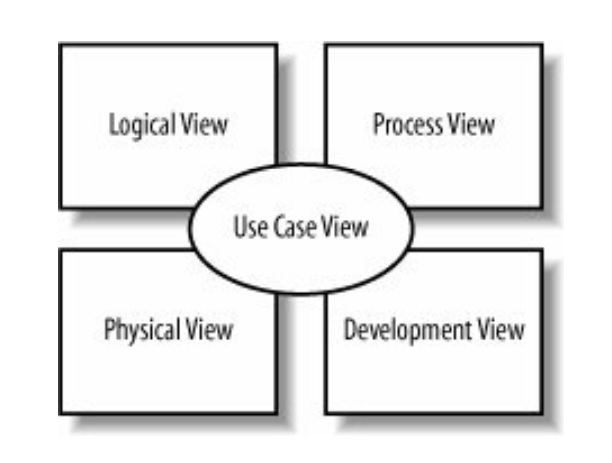 Logical View
Process View
Use Case View
Physical View
Development View